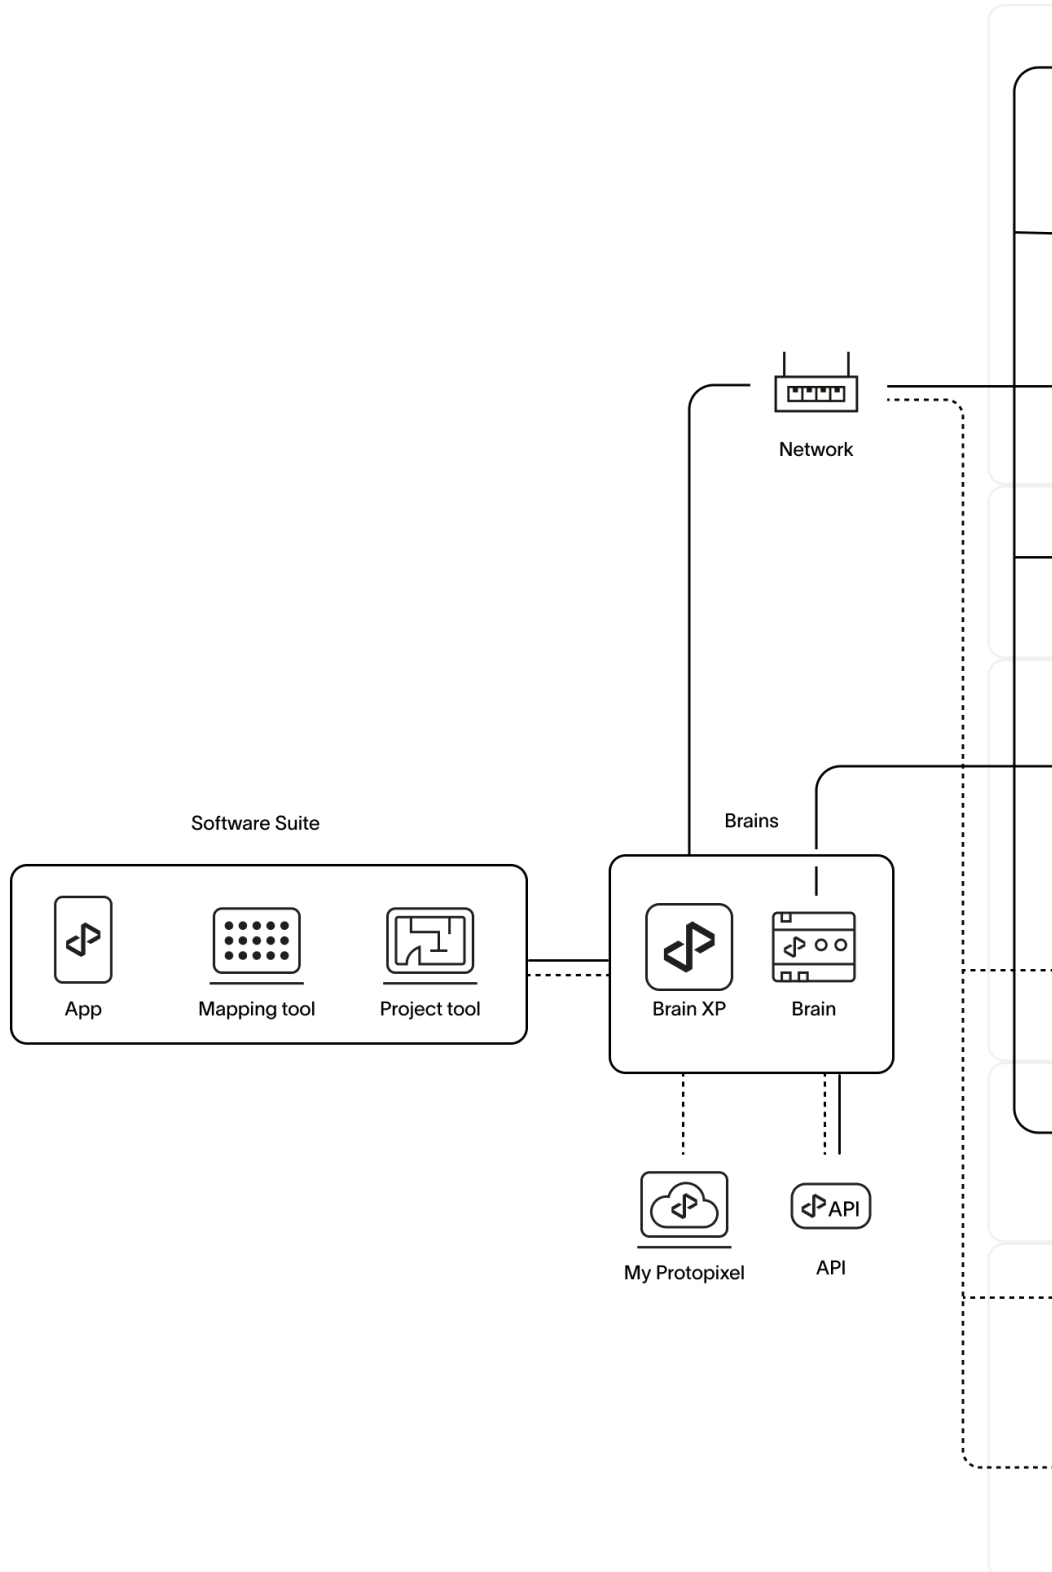 Network
Software Suite
Brains
App
Mapping tool
Project tool
Brain XP
Brain
API
My Protopixel
API